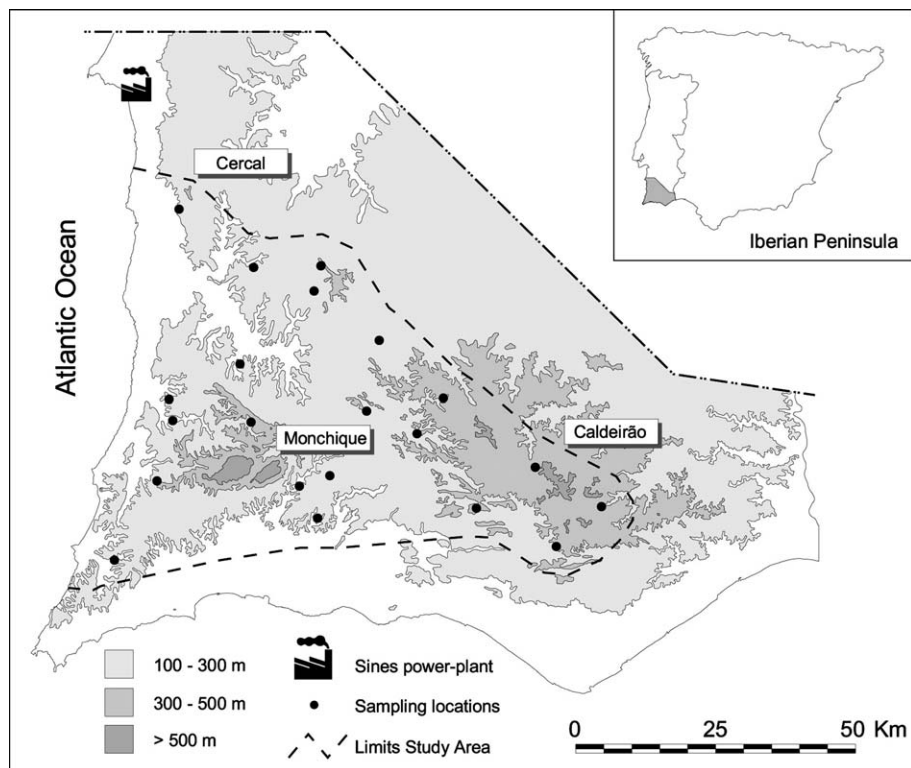 Cercal
Iberian Peninsula
Atlantic Ocean
Monchique
Caldeirão
100 - 300 m
300 - 500 m
> 500 m
Sines power-plant
Sampling locations
Limits Study Area
0 25 50 Km